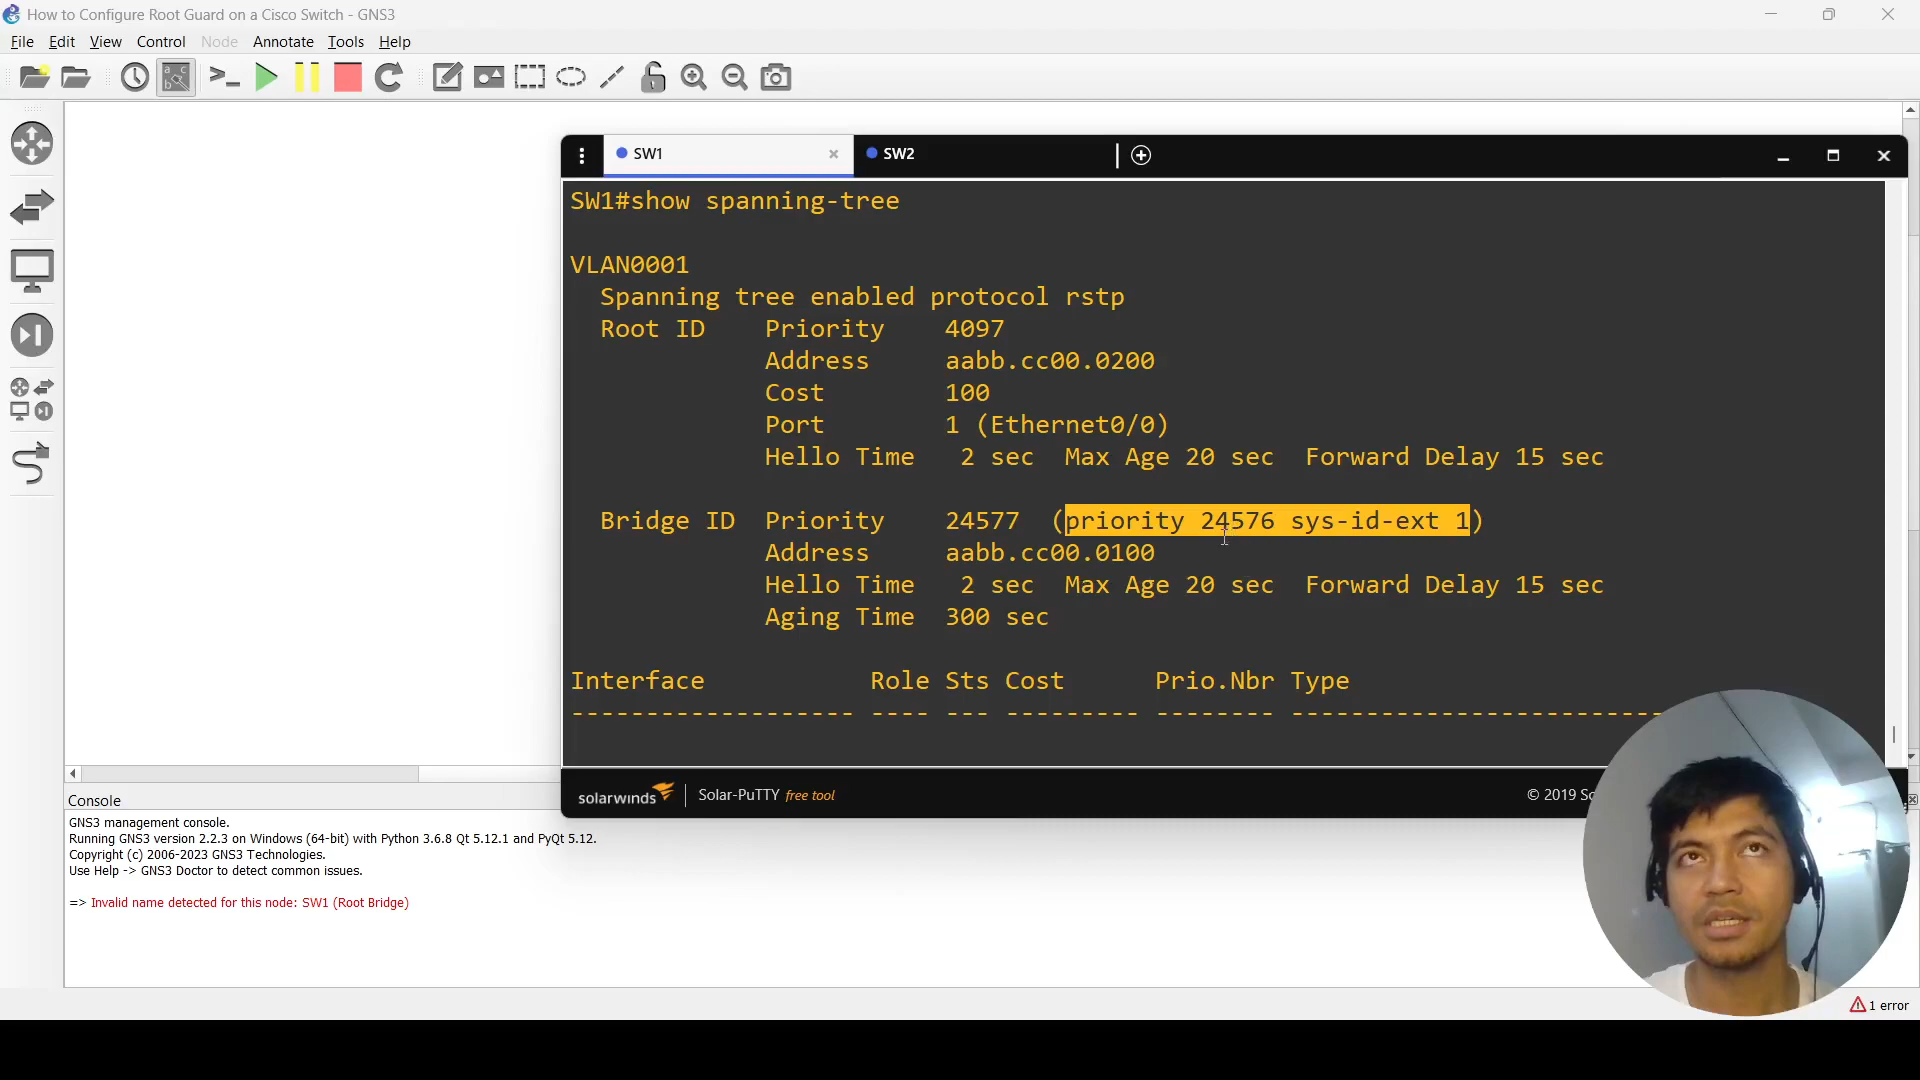 How to Configure Root Guard on a Cisco Switch - GNS3
File Edit View Control Node Annotate Tools Help
SW1 SW2
SW1#show spanning-tree
VLAN0001
Spanning tree enabled protocol rstp
Root ID Priority 4097
Address aabb.cc00.0200
Cost 100
Port 1 (Ethernet0/0)
Hello Time 2 sec Max Age 20 sec Forward Delay 15 sec
Bridge ID Priority 24577 (priority 24576 sys-id-ext 1)
Address aabb.cc00.0100
Hello Time 2 sec Max Age 20 sec Forward Delay 15 sec
Aging Time 300 sec
Interface Role Sts Cost Prio.Nbr Type
------------------- ---- --- --------- -------- -------------------------
solarwinds Solar-PuTTY free tool © 2019
Console
GNS3 management console.
Running GNS3 version 2.2.3 on Windows (64-bit) with Python 3.6.8 Qt 5.12.1 and PyQt 5.12.
Copyright (c) 2006-2023 GNS3 Technologies.
Use Help -> GNS3 Doctor to detect common issues.
=> Invalid name detected for this node: SW1 (Root Bridge)
1 error